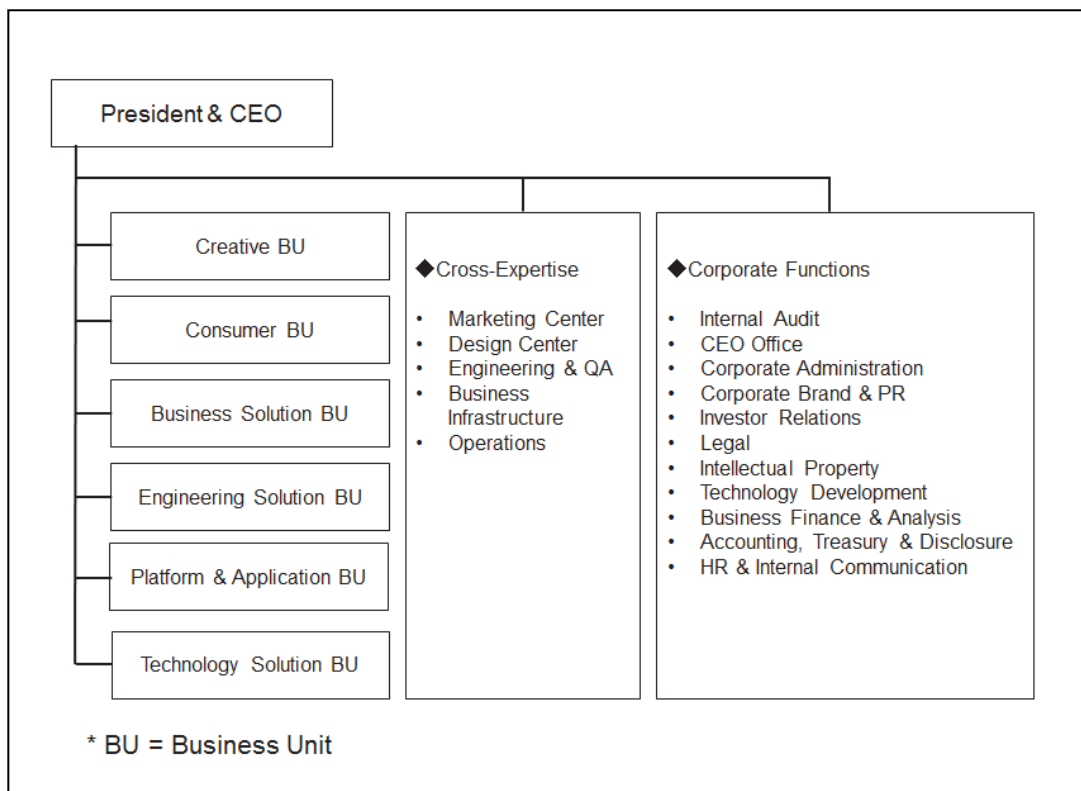 President & CEO
Creative BU
Consumer BU
Business Solution BU
Engineering Solution BU
Platform & Application BU
Technology Solution BU
◆Cross-Expertise
• Marketing Center
• Design Center
• Engineering & QA
• Business
Infrastructure
• Operations
◆Corporate Functions
• Internal Audit
• CEO Office
• Corporate Administration
• Corporate Brand & PR
• Investor Relations
• Legal
• Intellectual Property
• Technology Development
• Business Finance & Analysis
• Accounting, Treasury & Disclosure
• HR & Internal Communication
* BU = Business Unit